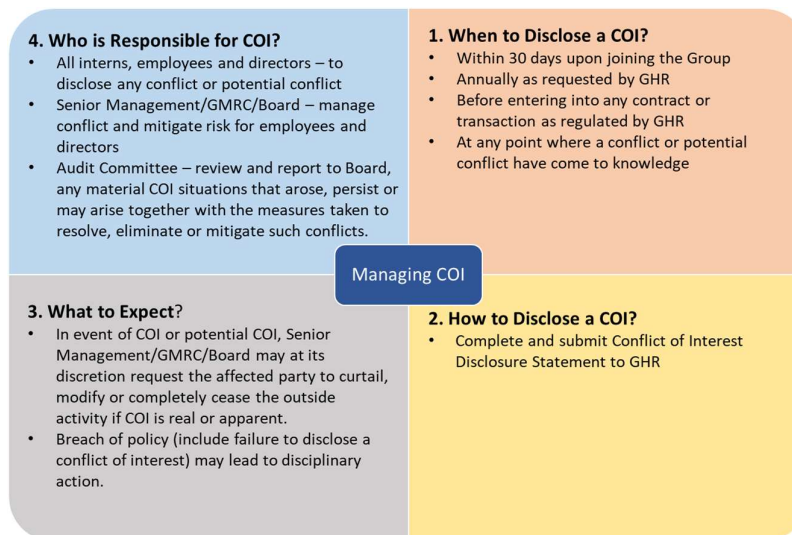 4. Who is Responsible for COI?
• All interns, employees and directors – to
disclose any conflict or potential conflict
• Senior Management/GMRC/Board – manage
conflict and mitigate risk for employees and
directors
• Audit Committee – review and report to Board,
any material COI situations that arose, persist or
may arise together with the measures taken to
resolve, eliminate or mitigate such conflicts.
1. When to Disclose a COI?
• Within 30 days upon joining the Group
• Annually as requested by GHR
• Before entering into any contract or
transaction as regulated by GHR
• At any point where a conflict or potential
conflict have come to knowledge
Managing COI
3. What to Expect?
• In event of COI or potential COI, Senior
Management/GMRC/Board may at its
discretion request the affected party to curtail,
modify or completely cease the outside
activity if COI is real or apparent.
• Breach of policy (include failure to disclose a
conflict of interest) may lead to disciplinary
action.
2. How to Disclose a COI?
• Complete and submit Conflict of Interest
Disclosure Statement to GHR